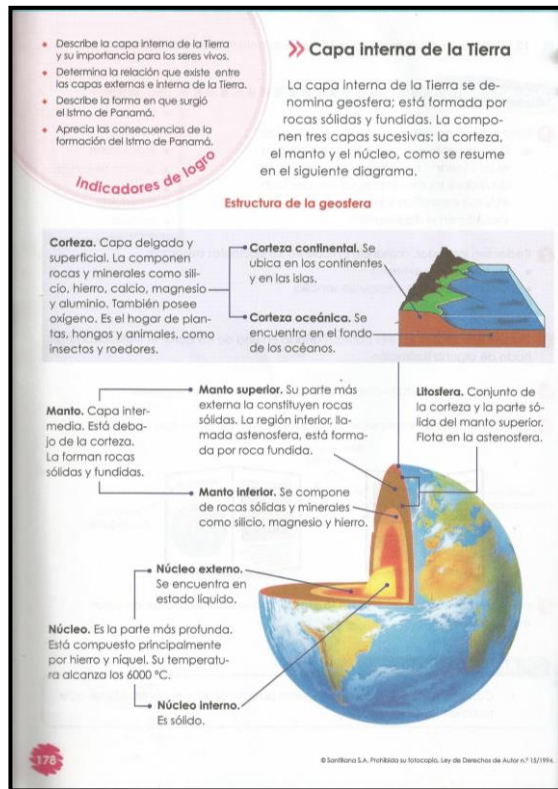 • Describe la capa interna de la Tierra
y su importancia para los seres vivos.
• Determina la relación que existe entre
las capas externas e interna de la Tierra.
• Describe la forma en que surgió
el Istmo de Panamá.
• Aprecia las consecuencias de la
formación del Istmo de Panamá.
Indicadores de logro
Capa interna de la Tierra
La capa interna de la Tierra se de-
nomina geosfera; está formada por
rocas sólidas y fundidas. La compo-
nen tres capas sucesivas: la corteza,
el manto y el núcleo, como se resume
en el siguiente diagrama.
Estructura de la geosfera
Corteza. Capa delgada y
superficial. La componen
rocas y minerales como sili-
cio, hierro, calcio, magnesio
y aluminio. También posee
oxígeno. Es el hogar de plan-
tas, hongos y animales, como
insectos y roedores.
Corteza continental. Se
ubica en los continentes
y en las islas.
Corteza oceánica. Se
encuentra en el fondo
de los océanos.
Manto. Capa inter-
media. Está deba-
jo de la corteza.
La forman rocas
sólidas y fundidas.
Manto superior. Su parte más
externa la constituyen rocas
sólidas. La región inferior, lla-
mada astenosfera, está forma-
da por roca fundida.
Manto inferior. Se compone
de rocas sólidas y minerales
como silicio, magnesio y hierro.
Litosfera. Conjunto de
la corteza y la parte só-
lida del manto superior.
Flota en la astenosfera.
Núcleo externo.
Se encuentra en
estado líquido.
Núcleo. Es la parte más profunda.
Está compuesto principalmente
por hierro y níquel. Su temperatu-
ra alcanza los 6000 °C.
Núcleo interno.
Es sólido.
178
© Santillana S.A. Prohibida su fotocopia. Ley de Derechos de Autor n.° 15/1994.